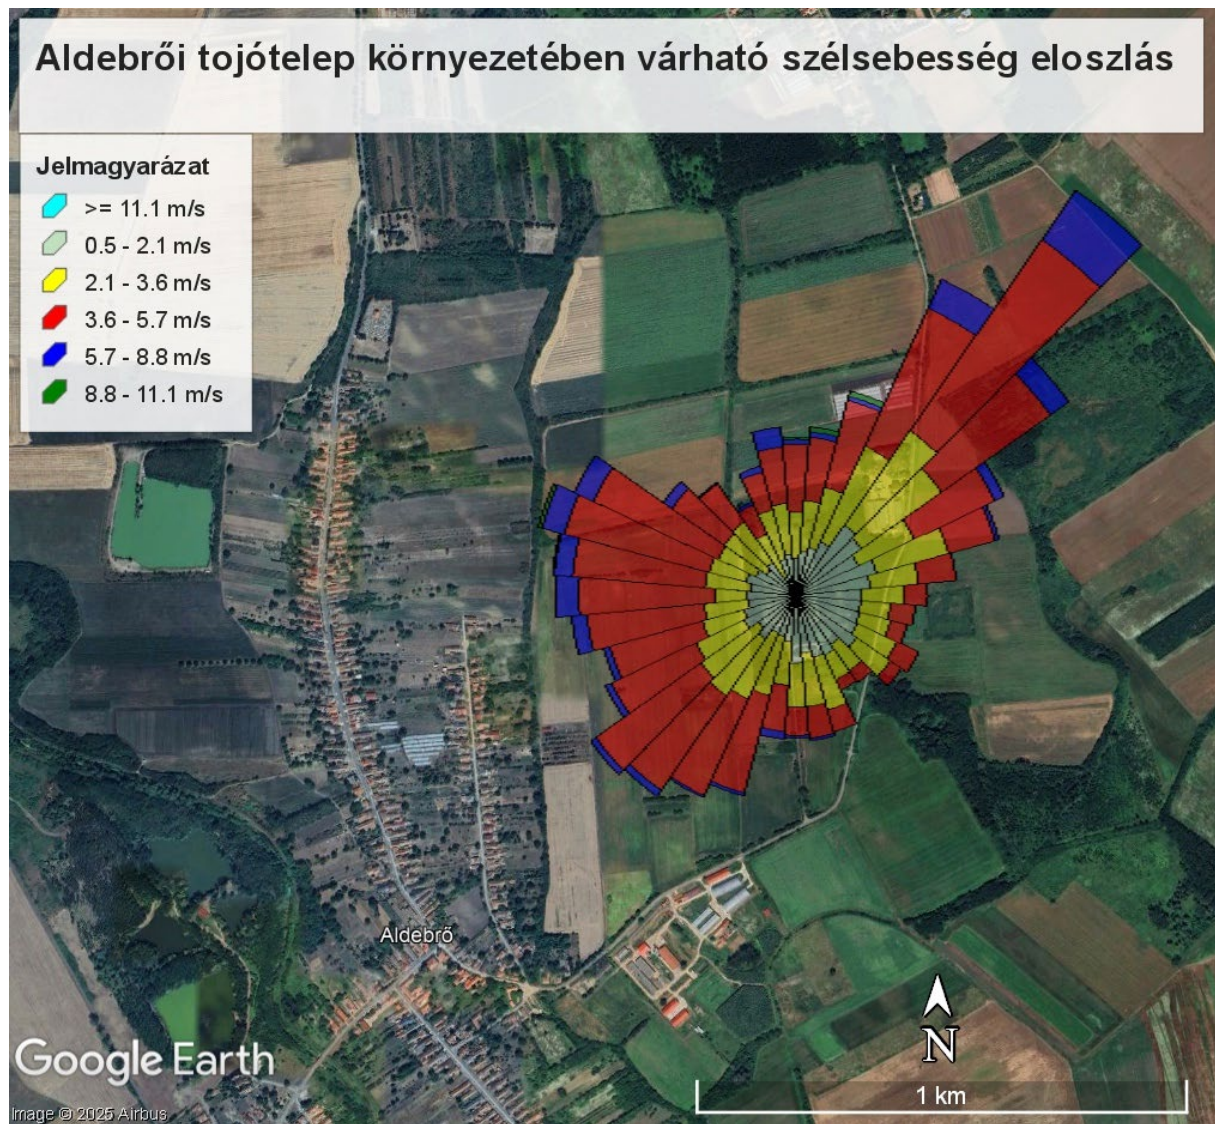 Aldebrői tojótelep környezetében várható szélsebesség eloszlás
Jelmagyarázat
>= 11.1 m/s
0.5 - 2.1 m/s
2.1 - 3.6 m/s
3.6 - 5.7 m/s
5.7 - 8.8 m/s
8.8 - 11.1 m/s
Aldebrő
N
Google Earth
1 km
Image © 2025 Airbus